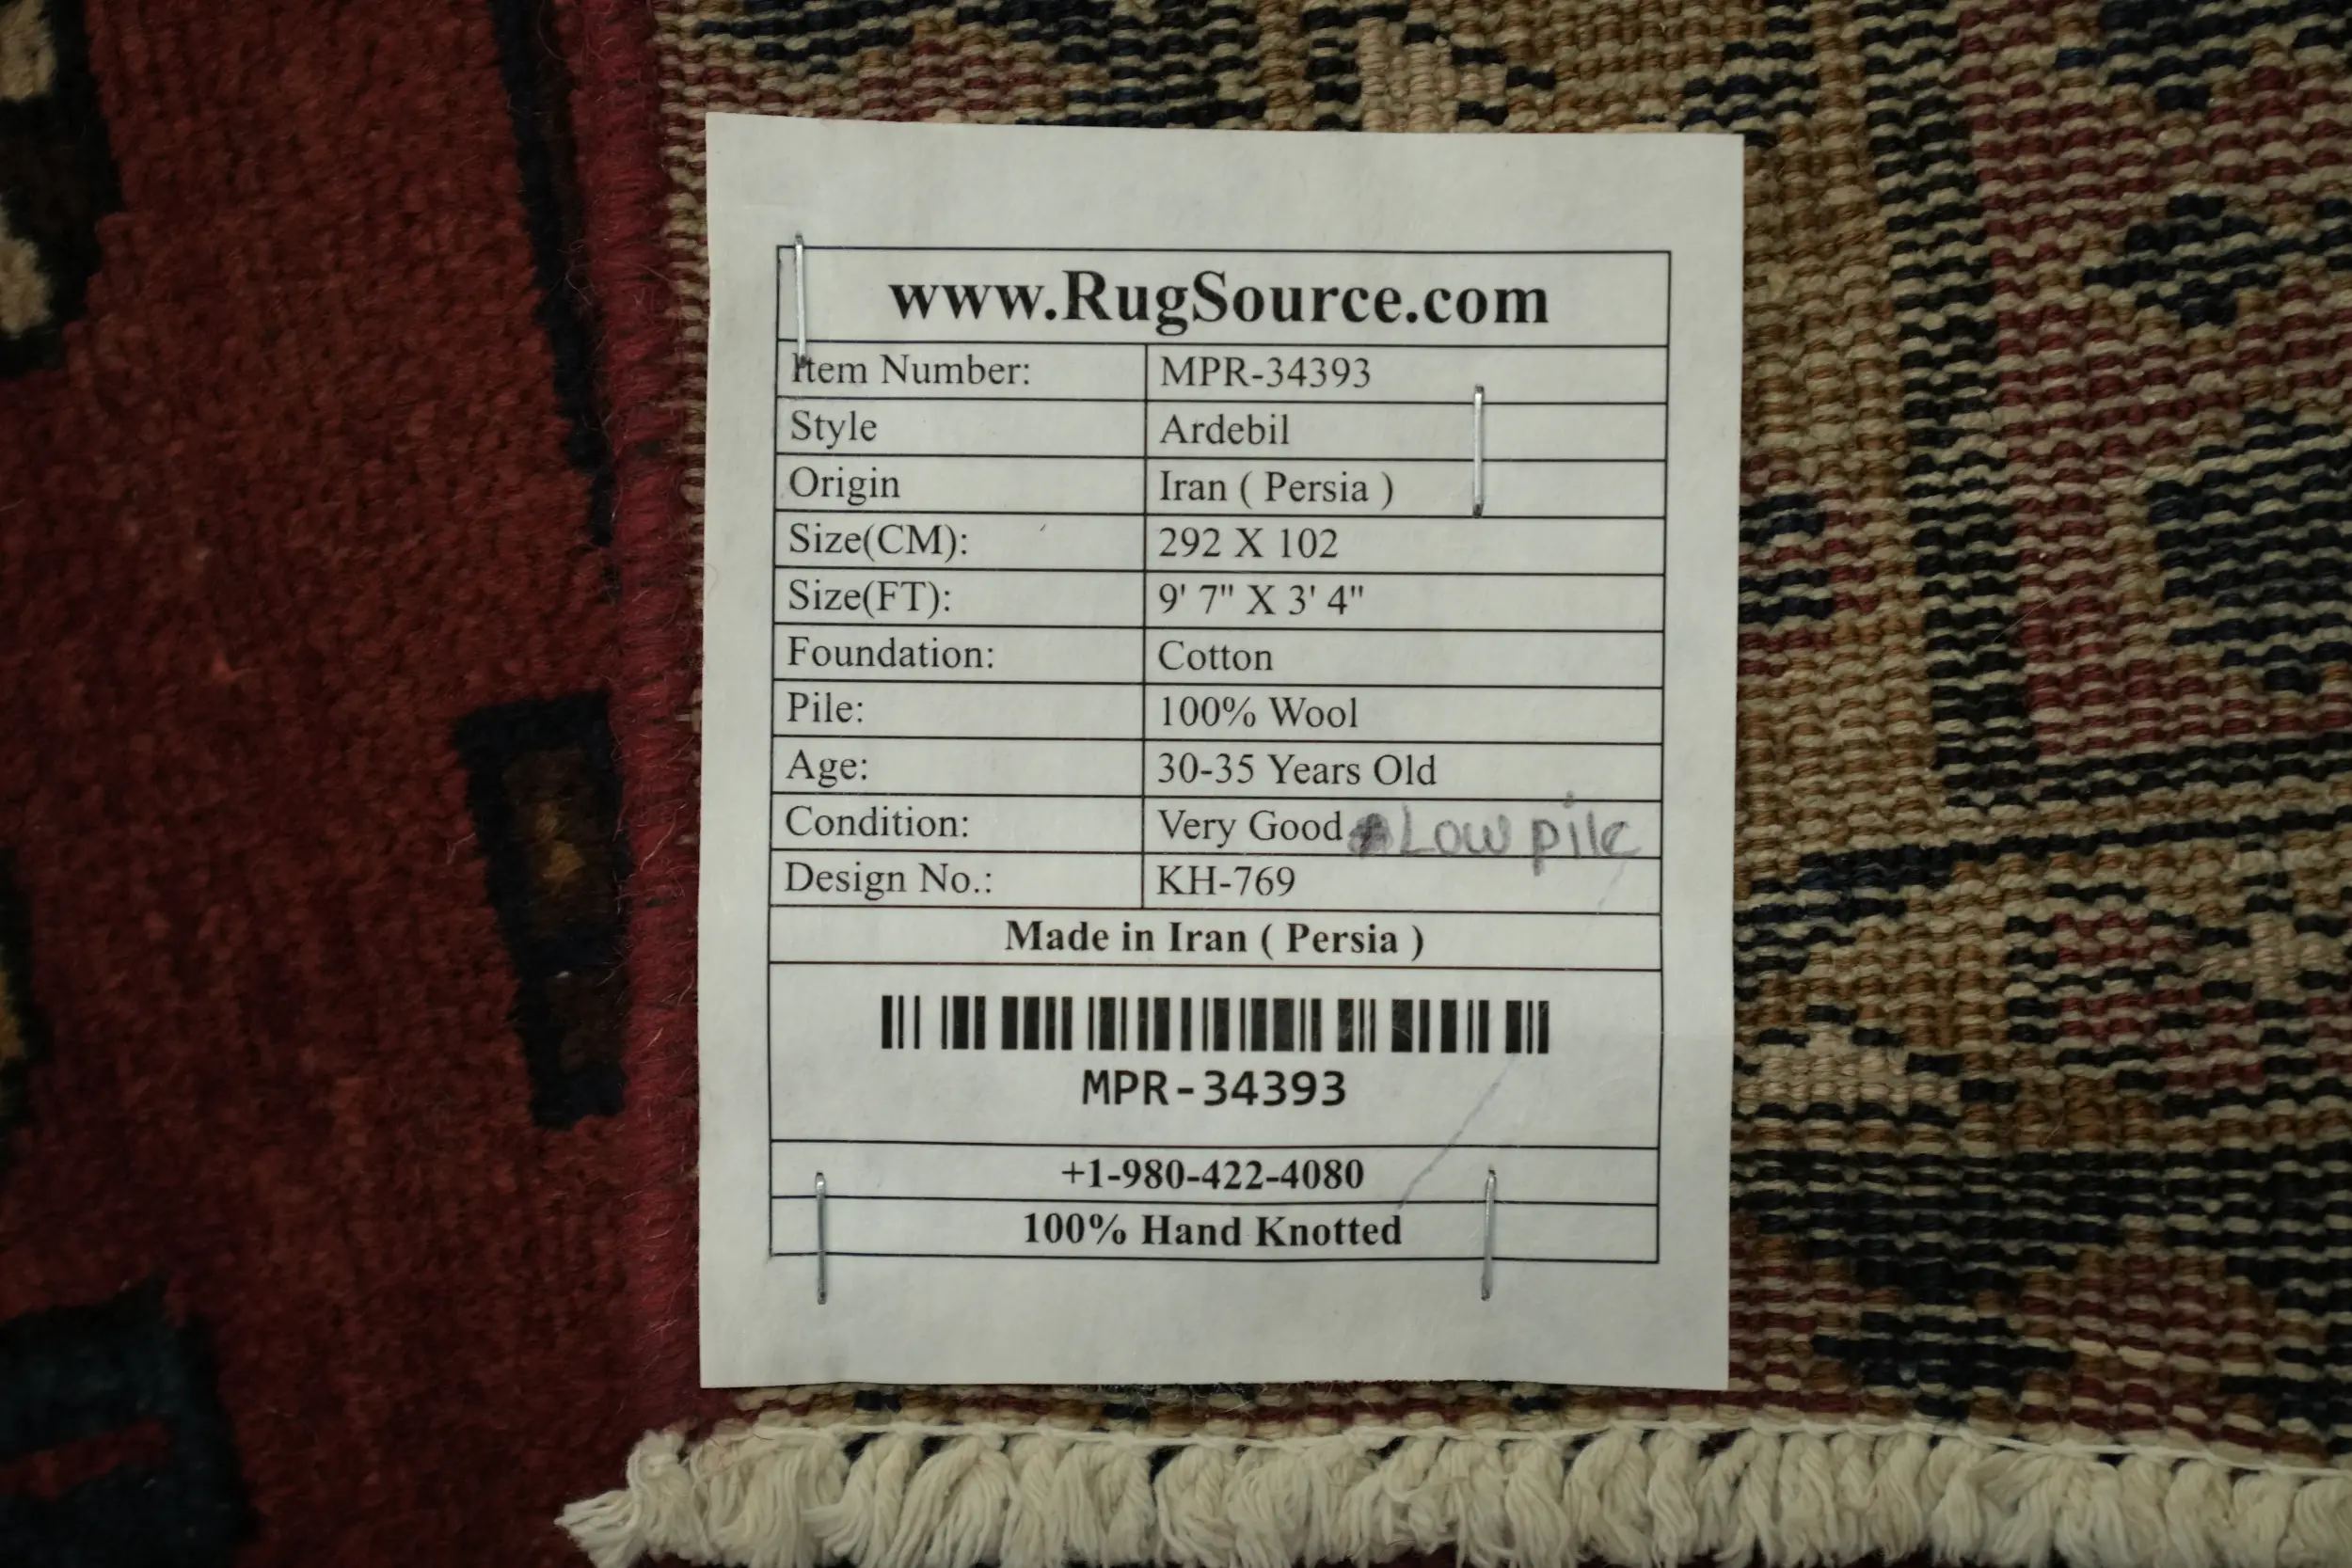 www.RugSource.com
Item Number: MPR-34393
Style Ardebil
Origin Iran ( Persia )
Size(CM): 292 X 102
Size(FT): 9' 7" X 3' 4"
Foundation: Cotton
Pile: 100% Wool
Age: 30-35 Years Old
Condition: Very Good Low pile
Design No.: KH-769
Made in Iran ( Persia )
MPR-34393
+1-980-422-4080
100% Hand Knotted